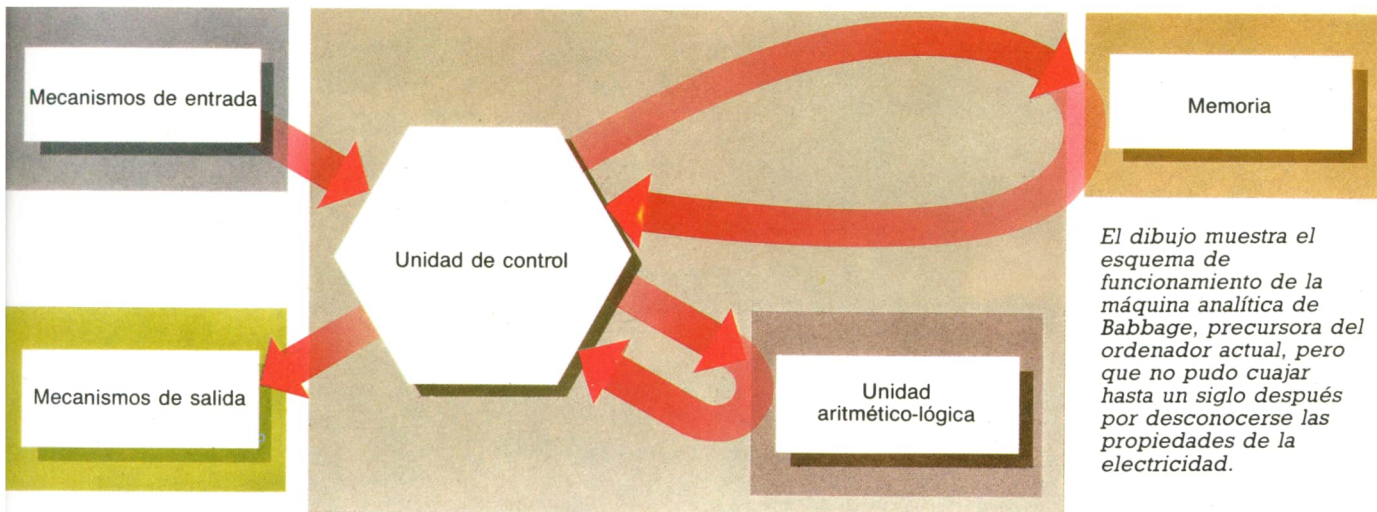 Mecanismos de entrada
Memoria
Unidad de control
Mecanismos de salida
Unidad
aritmético-lógica
El dibujo muestra el
esquema de
funcionamiento de la
máquina analítica de
Babbage, precursora del
ordenador actual, pero
que no pudo cuajar
hasta un siglo después
por desconocerse las
propiedades de la
electricidad.